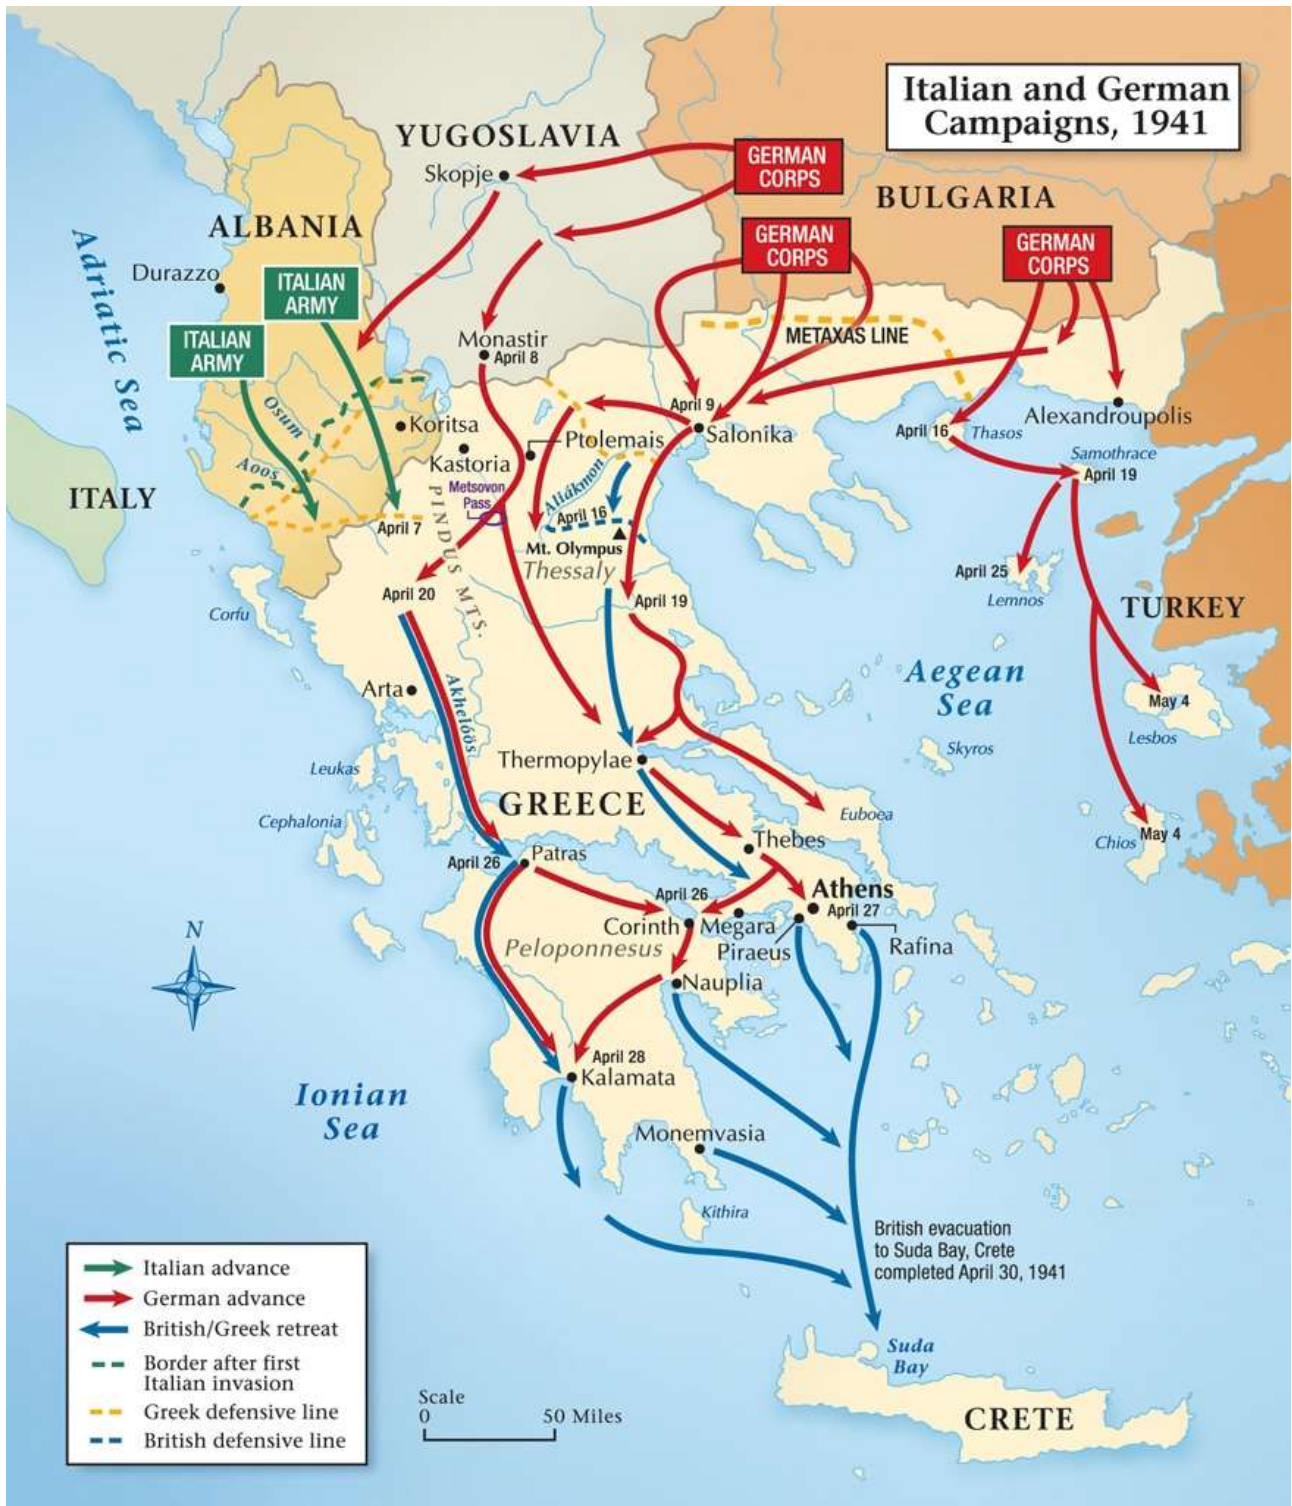 Italian and German
Campaigns, 1941
YUGOSLAVIA
Skopje
GERMAN
CORPS
BULGARIA
ALBANIA
GERMAN
CORPS
GERMAN
CORPS
Adriatic Sea
Durazzo
ITALIAN
ARMY
ITALIAN
ARMY
METAXAS LINE
Monastir
April 8
Osum
Koritsa
April 9
Salonika
Alexandroupolis
April 16
Thasos
Ptolemais
Kastoria
Aoos
Samothrace
April 19
ITALY
Metsovon
Pass
Aliákmon
April 16
PINDUS MTS.
April 7
Mt. Olympus
Thessaly
April 25
Lemnos
April 20
April 19
Corfu
TURKEY
Aegean
Sea
Arta
Akhelóös
May 4
Lesbos
Skyros
Thermopylae
Leukas
GREECE
Cephalonia
Euboea
Thebes
May 4
Chios
April 26
Patras
Athens
April 27
April 26
Corinth
Megara
Piraeus
Rafina
Peloponnesus
N
Nauplia
April 28
Kalamata
Ionian
Sea
Monemvasia
Kithira
British evacuation
to Suda Bay, Crete
completed April 30, 1941
Italian advance
German advance
British/Greek retreat
Border after first
Italian invasion
Greek defensive line
British defensive line
Suda
Bay
Scale
0 50 Miles
CRETE